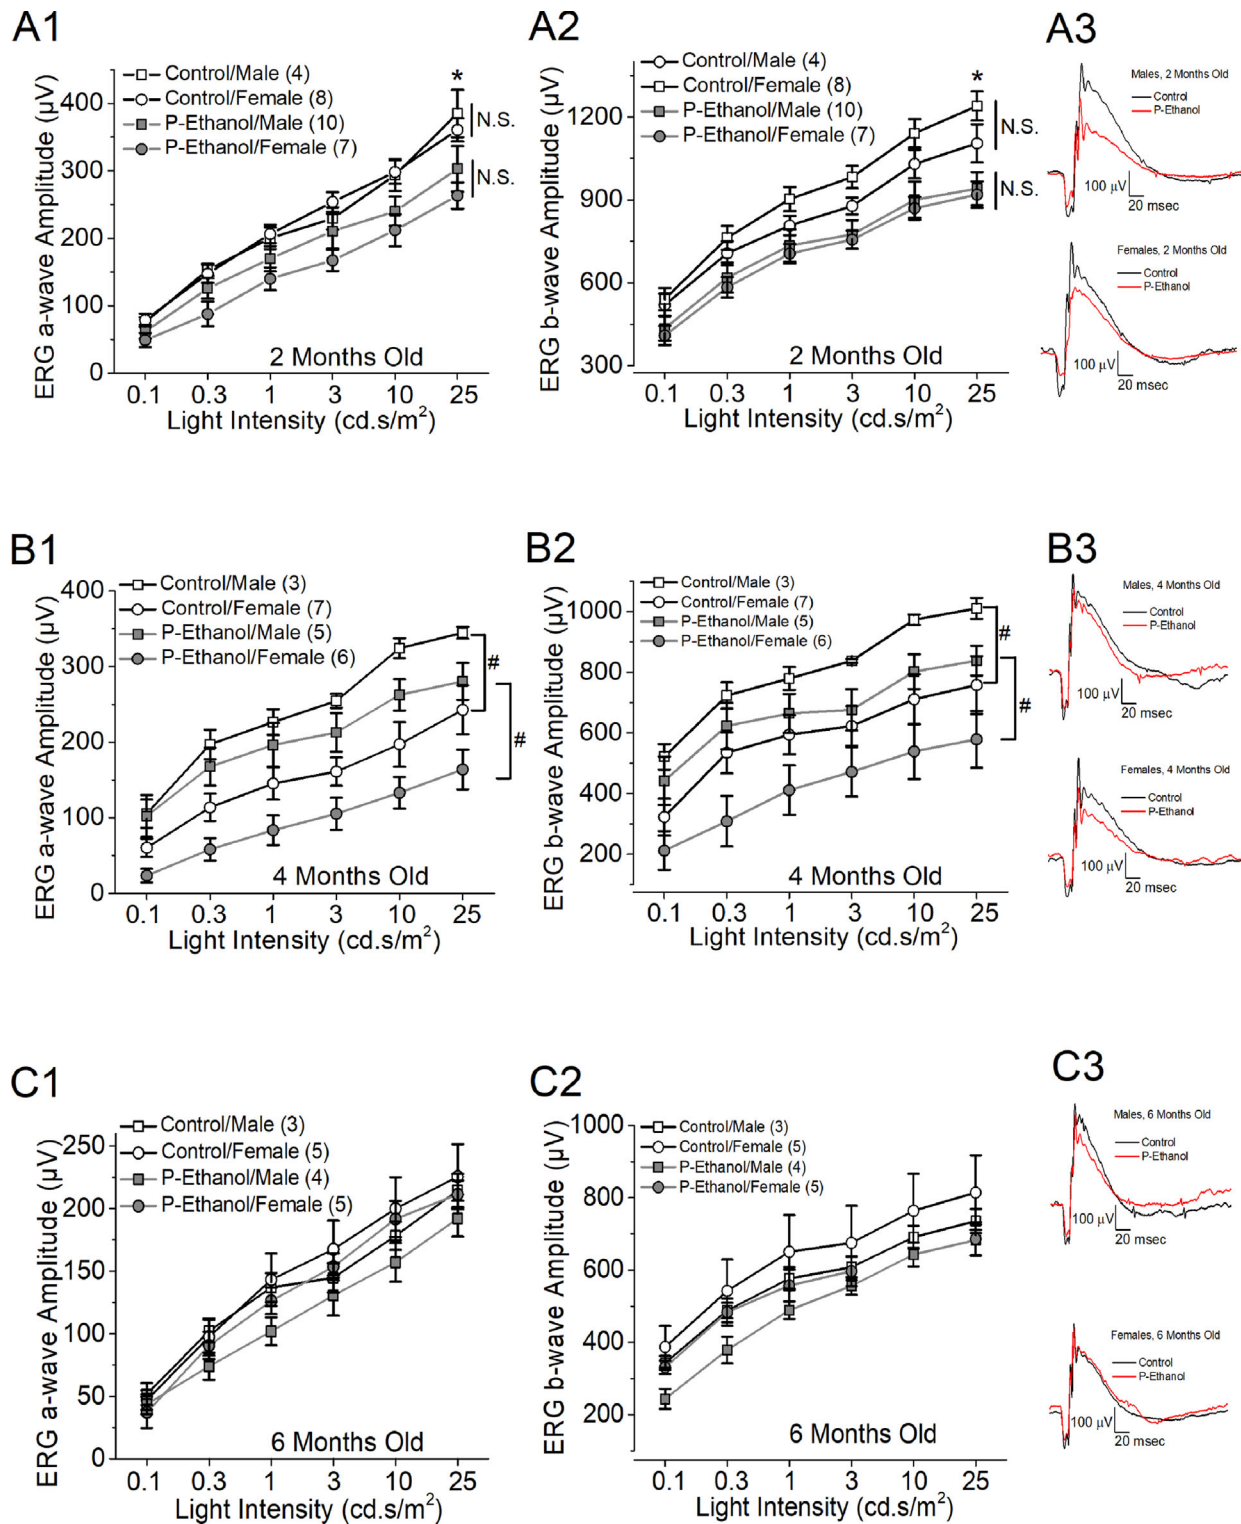 A1
Control/Male (4)
Control/Female (8)
P-Ethanol/Male (10)
P-Ethanol/Female (7)
*
N.S.
N.S.
ERG a-wave Amplitude (µV)
400
300
200
100
0
2 Months Old
0.1 0.3 1 3 10 25
Light Intensity (cd.s/m²)
A2
Control/Male (4)
Control/Female (8)
P-Ethanol/Male (10)
P-Ethanol/Female (7)
*
N.S.
N.S.
ERG b-wave Amplitude (µV)
1200
900
600
300
2 Months Old
0.1 0.3 1 3 10 25
Light Intensity (cd.s/m²)
A3
Males, 2 Months Old
Control
P-Ethanol
100 µV
20 msec
Females, 2 Months Old
Control
P-Ethanol
100 µV
20 msec
B1
Control/Male (3)
Control/Female (7)
P-Ethanol/Male (5)
P-Ethanol/Female (6)
#
#
ERG a-wave Amplitude (µV)
400
300
200
100
0
4 Months Old
0.1 0.3 1 3 10 25
Light Intensity (cd.s/m²)
B2
Control/Male (3)
Control/Female (7)
P-Ethanol/Male (5)
P-Ethanol/Female (6)
#
#
ERG b-wave Amplitude (µV)
1000
800
600
400
200
4 Months Old
0.1 0.3 1 3 10 25
Light Intensity (cd.s/m²)
B3
Males, 4 Months Old
Control
P-Ethanol
100 µV
20 msec
Females, 4 Months Old
Control
P-Ethanol
100 µV
20 msec
C1
Control/Male (3)
Control/Female (5)
P-Ethanol/Male (4)
P-Ethanol/Female (5)
ERG a-wave Amplitude (µV)
250
200
150
100
50
0
6 Months Old
0.1 0.3 1 3 10 25
Light Intensity (cd.s/m²)
C2
Control/Male (3)
Control/Female (5)
P-Ethanol/Male (4)
P-Ethanol/Female (5)
ERG b-wave Amplitude (µV)
1000
800
600
400
200
6 Months Old
0.1 0.3 1 3 10 25
Light Intensity (cd.s/m²)
C3
Males, 6 Months Old
Control
P-Ethanol
100 µV
20 msec
Females, 6 Months Old
Control
P-Ethanol
100 µV
20 msec